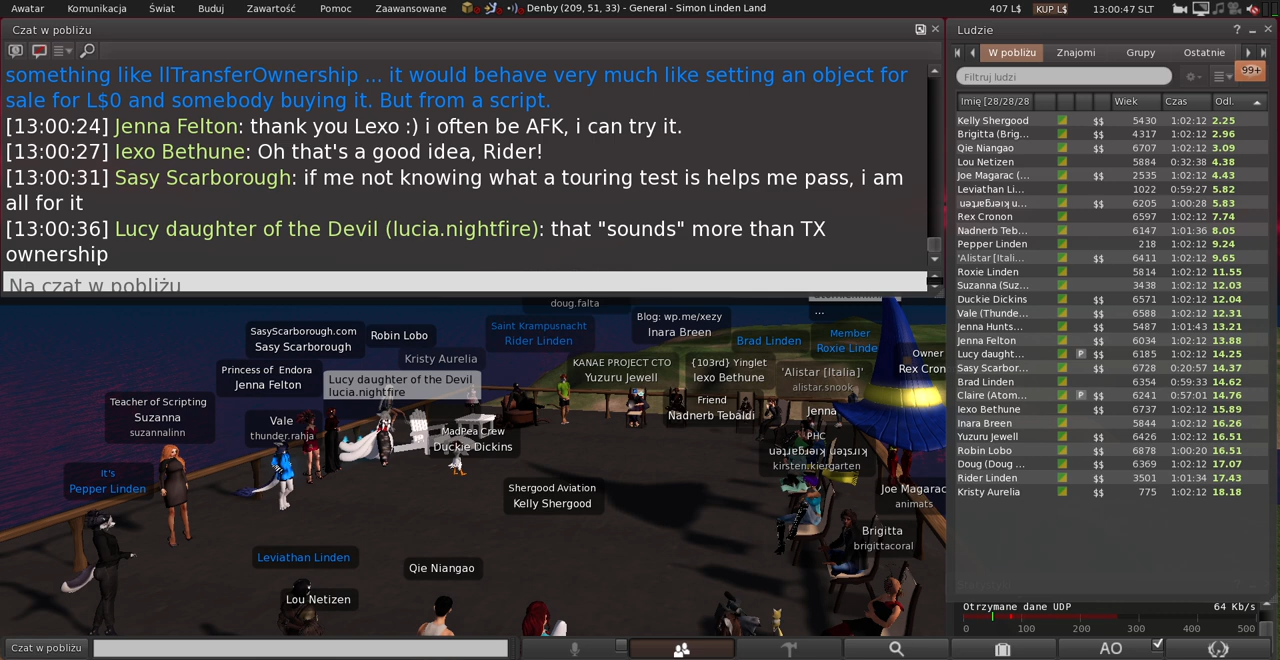 Awatar Komunikacja Świat Buduj Zawartość Pomoc Zaawansowane Denby (209, 51, 33) - General - Simon Linden Land 407 L$ KUP L$ 13:00:47 SLT
Czat w pobliżu
something like llTransferOwnership ... it would behave very much like setting an object for
sale for L$0 and somebody buying it. But from a script.
[13:00:24] Jenna Felton: thank you Lexo :) i often be AFK, i can try it.
[13:00:27] Iexo Bethune: Oh that's a good idea, Rider!
[13:00:31] Sasy Scarborough: if me not knowing what a touring test is helps me pass, i am
all for it
[13:00:36] Lucy daughter of the Devil (lucia.nightfire): that "sounds" more than TX
ownership
Na czat w pobliżu
doug.falta
...
SasyScarborough.com
Sasy Scarborough
Robin Lobo
Saint Krampusnacht
Rider Linden
Blog: wp.me/xezy
Inara Breen
Brad Linden
Member
Roxie Linde
Owner
Rex Cron
Kristy Aurelia
Princess of Endora
Jenna Felton
Lucy daughter of the Devil
lucia.nightfire
KANAE PROJECT CTO
Yuzuru Jewell
{103rd} Yinglet
Iexo Bethune
'Alistar [Italia]'
alistar.snook
Friend
Nadnerb Tebaldi
Jenna
Teacher of Scripting
Suzanna
suzannalinn
Vale
thunder.rahja
MadPea Crew
Duckie Dickins
PHC
kirsten.kiergarten
It's
Pepper Linden
Shergood Aviation
Kelly Shergood
Joe Magarac
animats
Brigitta
brigittacoral
Leviathan Linden
Qie Niangao
Lou Netizen
Czat w pobliżu
AO
Ludzie
W pobliżu Znajomi Grupy Ostatnie
99+
Filtruj ludzi
Imię [28/28/28 Wiek Czas Odl.
Kelly Shergood $$ 5430 1:02:12 2.25
Brigitta (Brig... $$ 4317 1:02:12 2.96
Qie Niangao $$ 6707 1:02:12 3.09
Lou Netizen 5884 0:32:38 4.38
Joe Magarac (... $$ 2535 1:02:12 4.43
Leviathan Li... 1022 0:59:27 5.82
$$ 6205 1:00:28 5.83
Rex Cronon 6597 1:02:12 7.74
Nadnerb Teb... 6147 1:01:36 8.05
Pepper Linden 218 1:02:12 9.24
'Alistar [Itali... $$ 6411 1:02:12 9.65
Roxie Linden 5814 1:02:12 11.55
Suzanna (Suz... 3438 1:02:12 12.03
Duckie Dickins $$ 6571 1:02:12 12.04
Vale (Thunde... $$ 6588 1:02:12 12.31
Jenna Hunts... $$ 5487 1:01:43 13.21
Jenna Felton $$ 6034 1:02:12 13.88
Lucy daught... P $$ 6185 1:02:12 14.25
Sasy Scarbor... $$ 6728 0:20:57 14.37
Brad Linden 6354 0:59:33 14.62
Claire (Atom... P $$ 6241 0:57:01 14.76
Iexo Bethune $$ 6737 1:02:12 15.89
Inara Breen 5844 1:02:12 16.26
Yuzuru Jewell $$ 6426 1:02:12 16.51
Robin Lobo $$ 6878 1:00:20 16.51
Doug (Doug ... $$ 6369 1:02:12 17.07
Rider Linden $$ 3501 1:01:34 17.43
Kristy Aurelia $$ 775 1:02:12 18.18
Otrzymane dane UDP 64 Kb/s
0 100 200 300 400 500